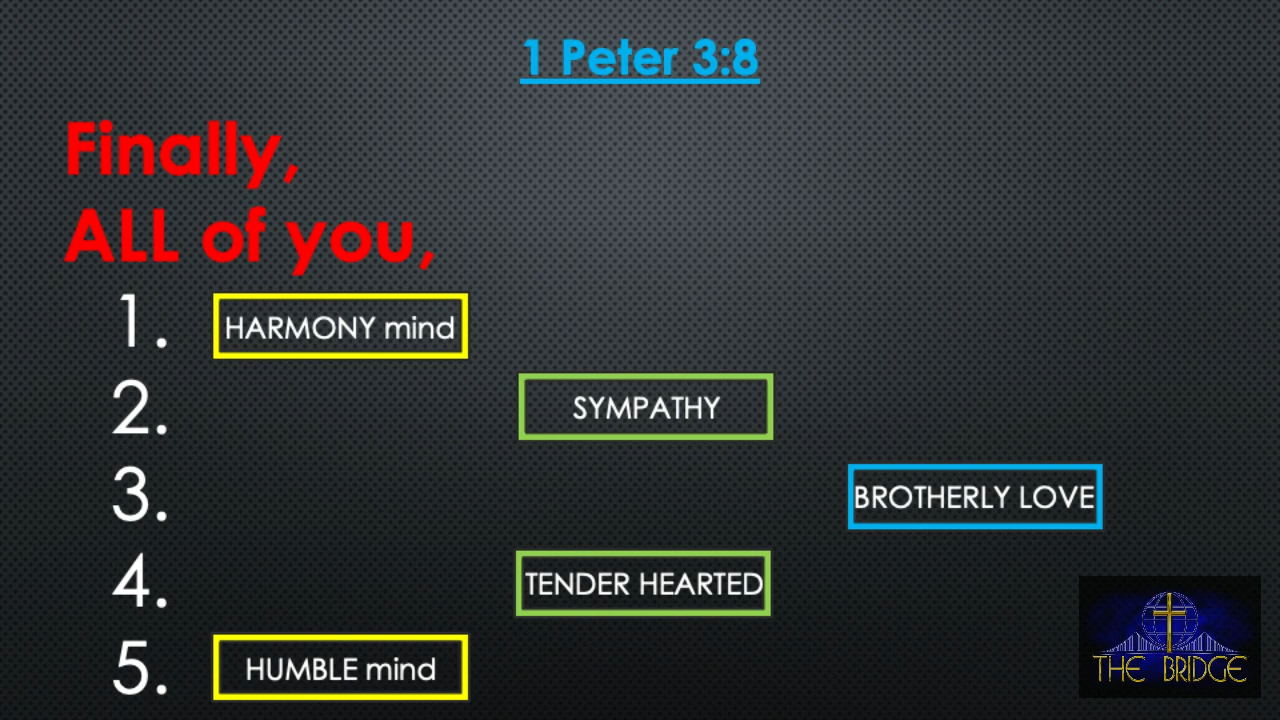 1 Peter 3:8
Finally,
ALL of you,
1. HARMONY mind
2. SYMPATHY
3. BROTHERLY LOVE
4. TENDER HEARTED
5. HUMBLE mind
THE BRIDGE